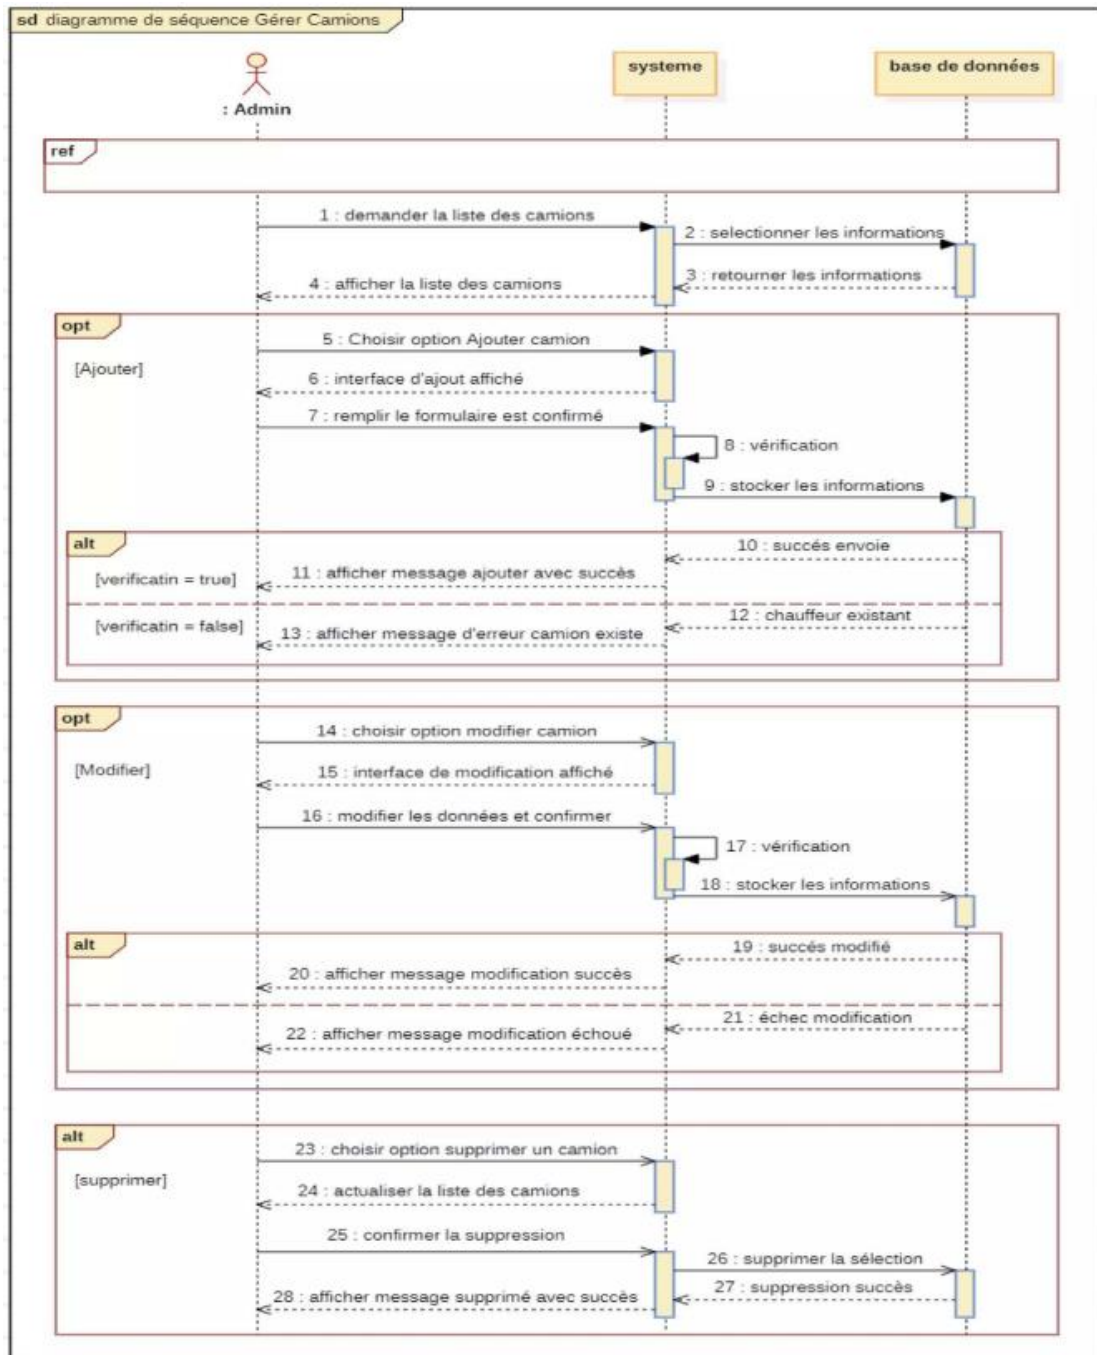 sd diagramme de séquence Gérer Camions
systeme
base de données
: Admin
ref
1 : demander la liste des camions
2 : selectionner les informations
3 : retourner les informations
4 : afficher la liste des camions
opt
5 : Choisir option Ajouter camion
[Ajouter]
6 : interface d'ajout affiché
7 : remplir le formulaire est confirmé
8 : vérification
9 : stocker les informations
alt
10 : succés envoie
11 : afficher message ajouter avec succès
[verificatin = true]
12 : chauffeur existant
[verificatin = false]
13 : afficher message d'erreur camion existe
opt
14 : choisir option modifier camion
[Modifier]
15 : interface de modification affiché
16 : modifier les données et confirmer
17 : vérification
18 : stocker les informations
alt
19 : succés modifié
20 : afficher message modification succès
21 : échec modification
22 : afficher message modification échoué
alt
23 : choisir option supprimer un camion
[supprimer]
24 : actualiser la liste des camions
25 : confirmer la suppression
26 : supprimer la sélection
27 : suppression succès
28 : afficher message supprimé avec succès